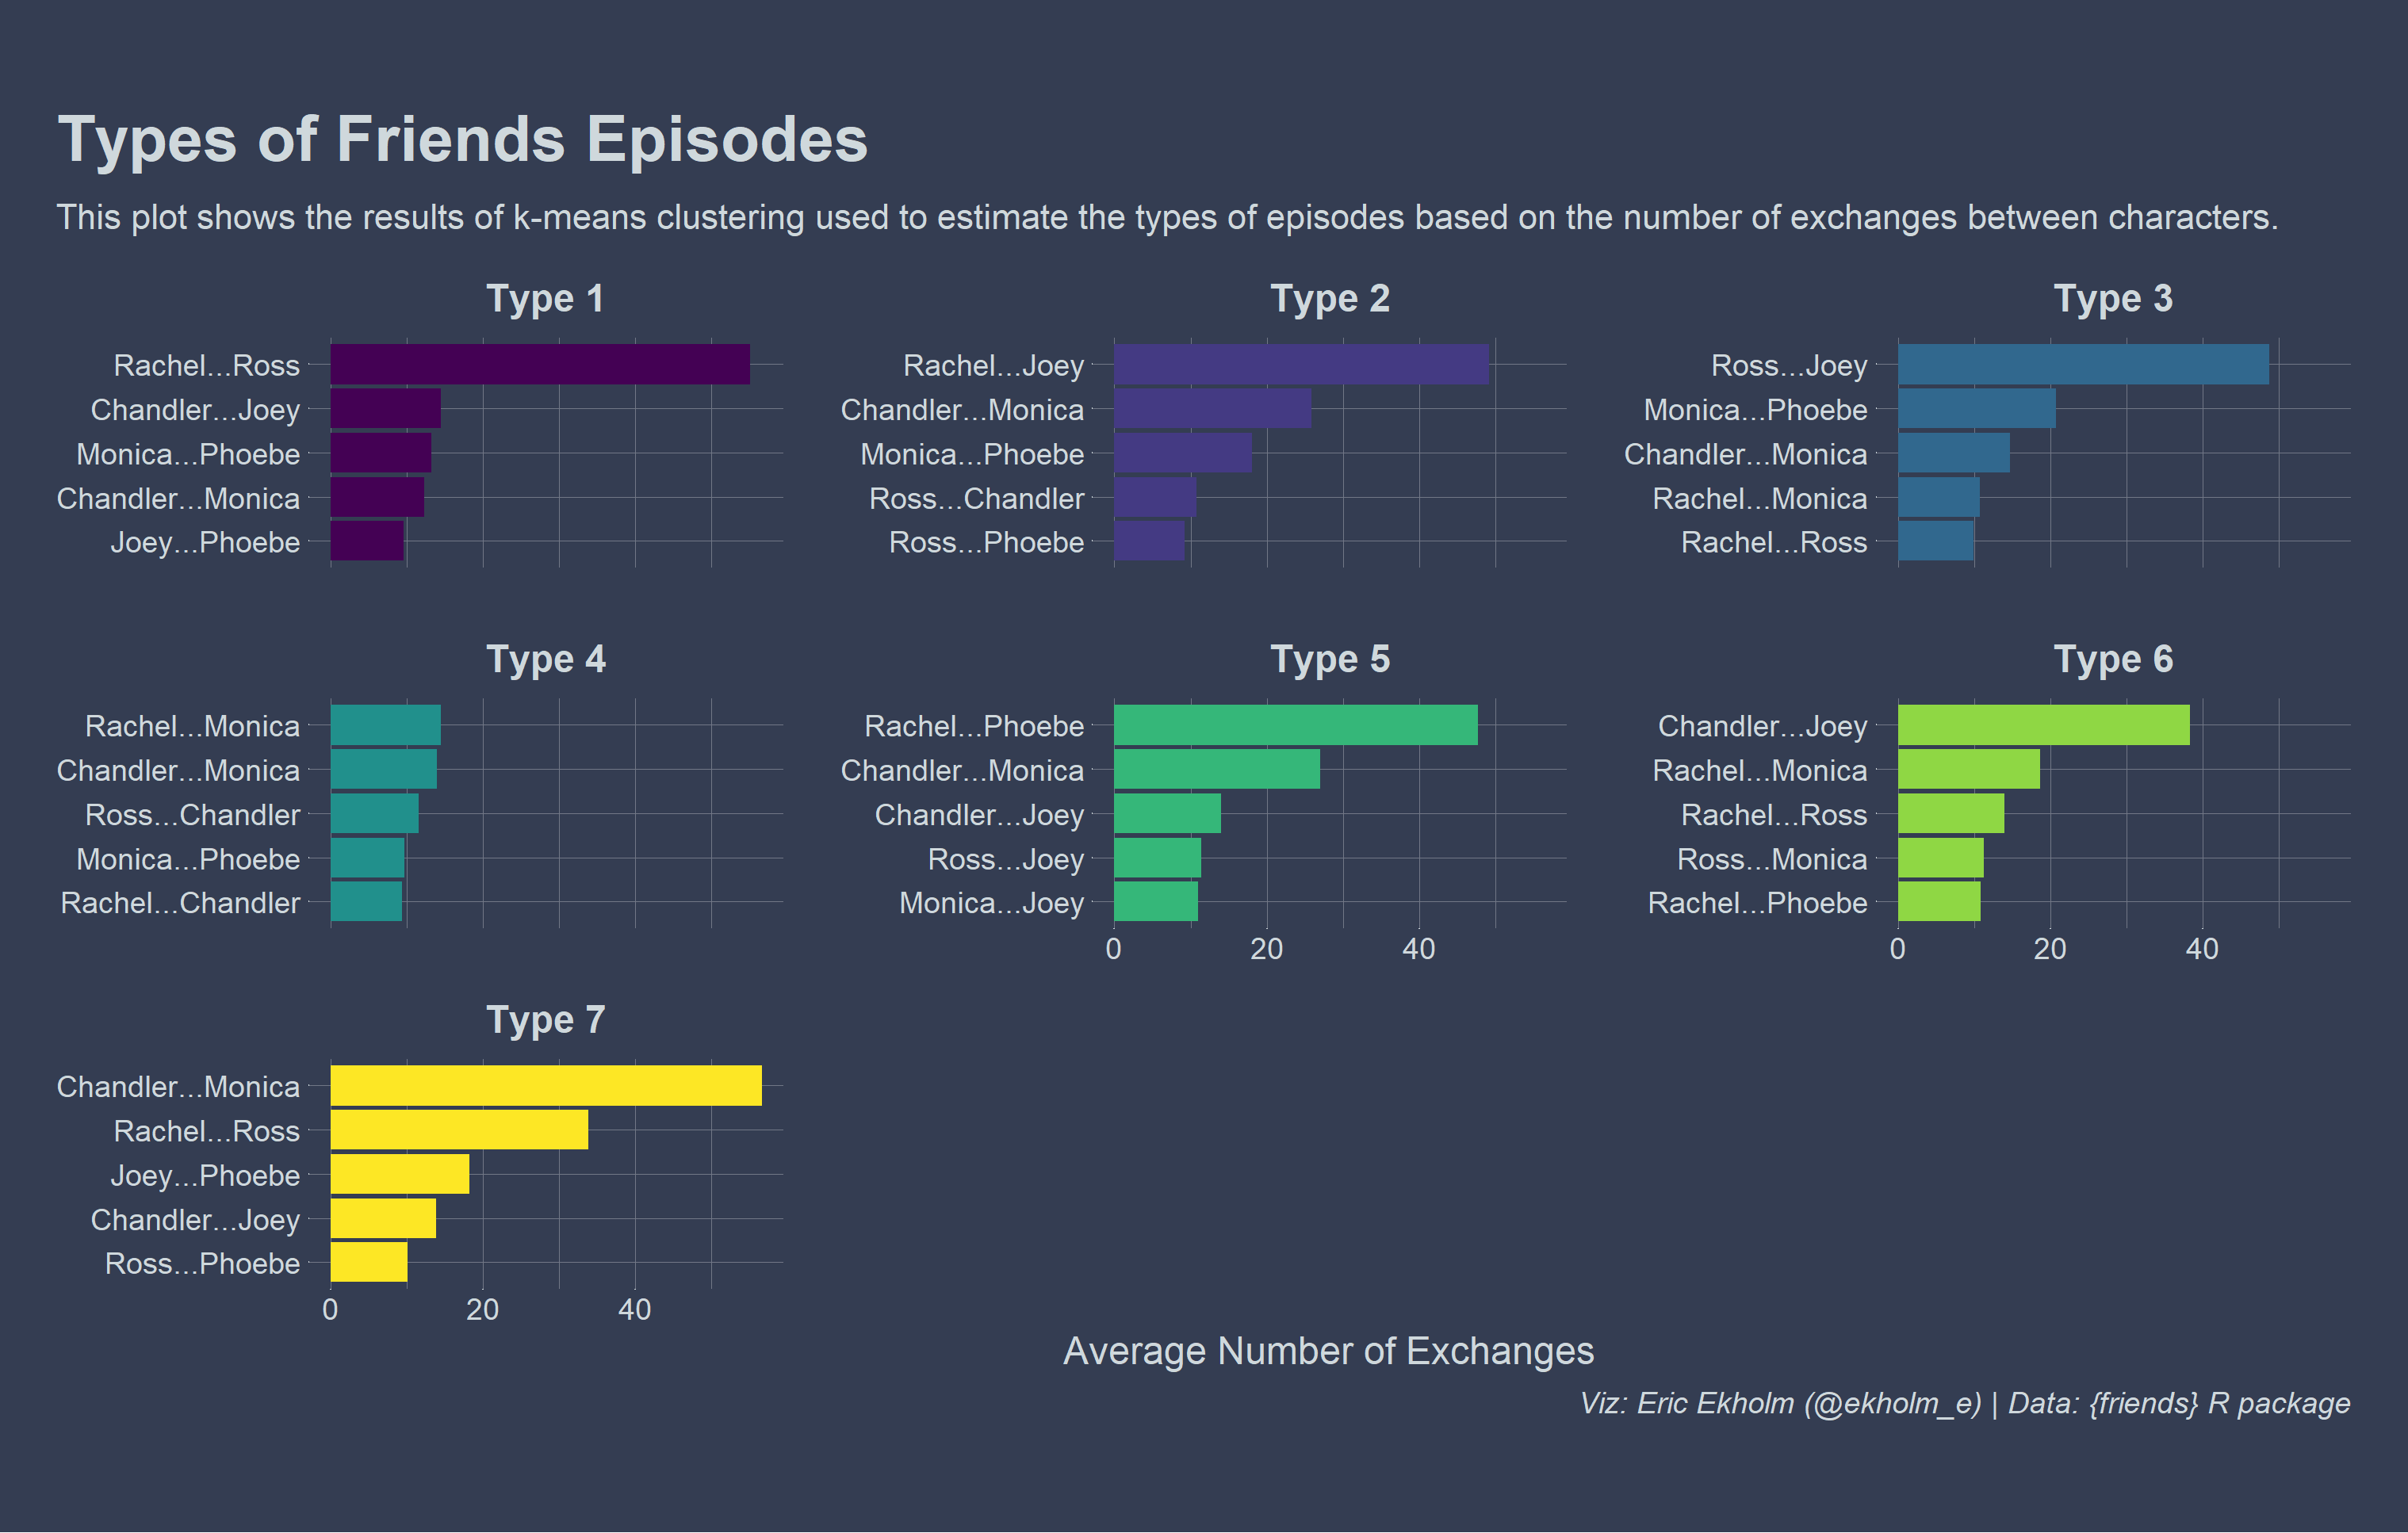 Types of Friends Episodes
This plot shows the results of k-means clustering used to estimate the types of episodes based on the number of exchanges between characters.
Type 1
Rachel...Ross
Chandler...Joey
Monica...Phoebe
Chandler...Monica
Joey...Phoebe
Type 2
Rachel...Joey
Chandler...Monica
Monica...Phoebe
Ross...Chandler
Ross...Phoebe
Type 3
Ross...Joey
Monica...Phoebe
Chandler...Monica
Rachel...Monica
Rachel...Ross
Type 4
Rachel...Monica
Chandler...Monica
Ross...Chandler
Monica...Phoebe
Rachel...Chandler
Type 5
Rachel...Phoebe
Chandler...Monica
Chandler...Joey
Ross...Joey
Monica...Joey
0 20 40
Type 6
Chandler...Joey
Rachel...Monica
Rachel...Ross
Ross...Monica
Rachel...Phoebe
0 20 40
Type 7
Chandler...Monica
Rachel...Ross
Joey...Phoebe
Chandler...Joey
Ross...Phoebe
0 20 40
Average Number of Exchanges
Viz: Eric Ekholm (@ekholm_e) | Data: {friends} R package